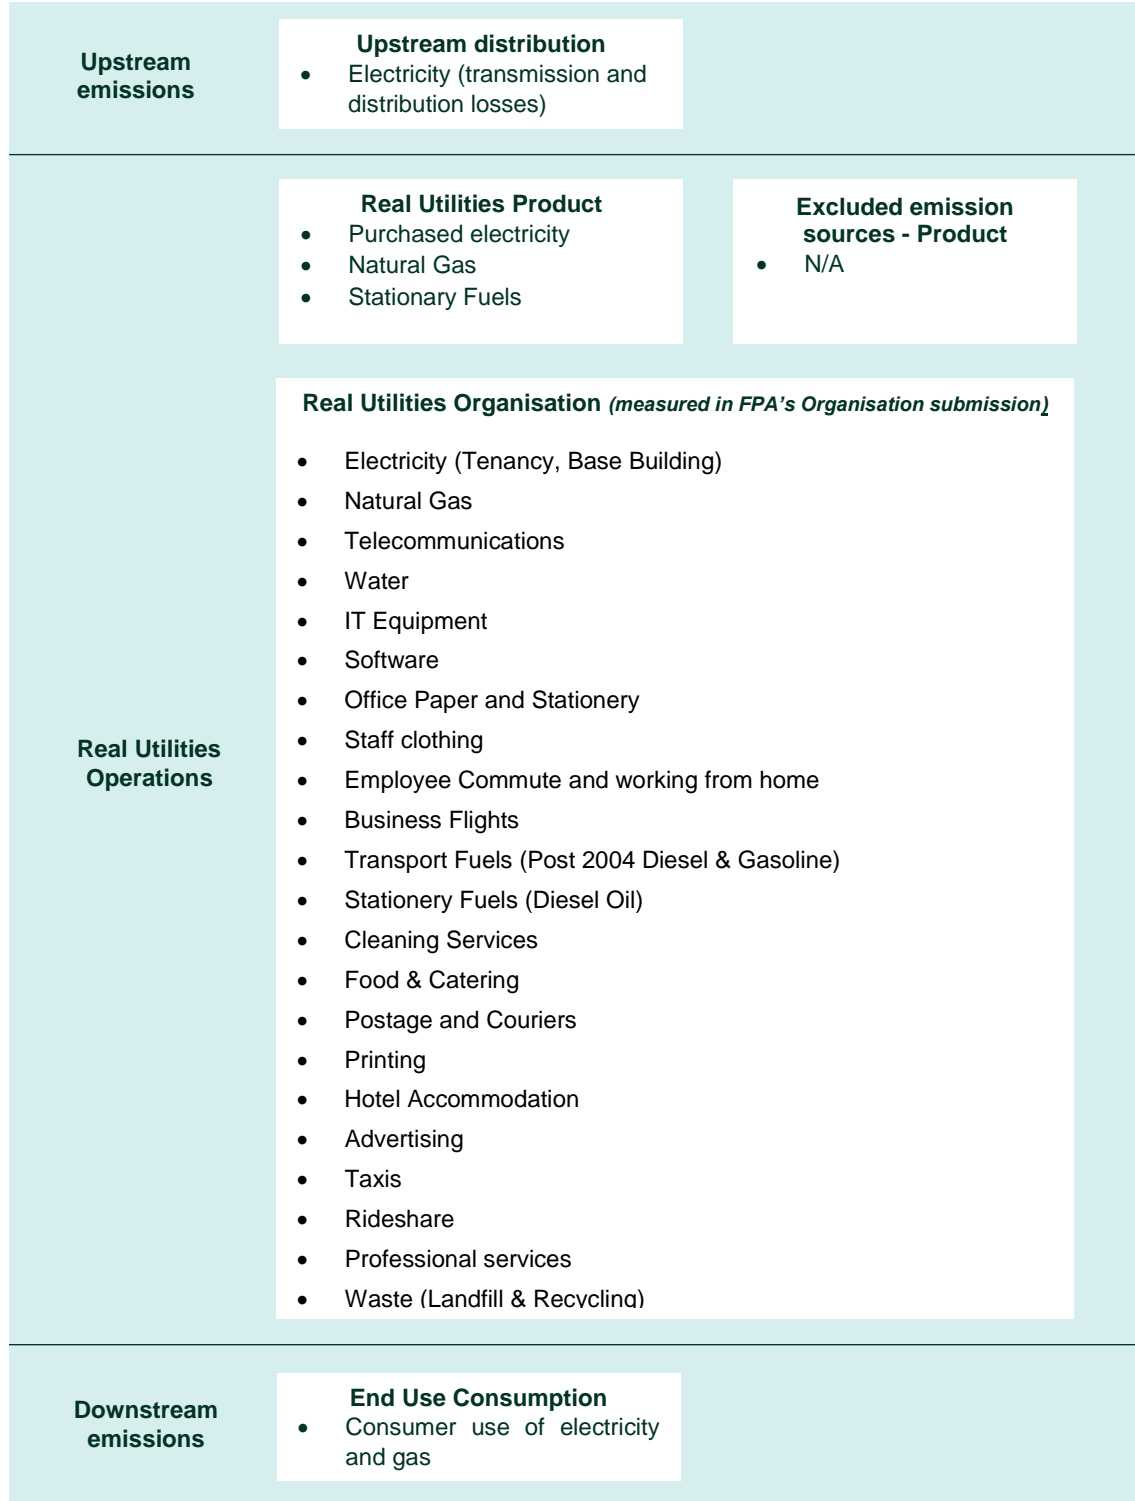 Upstream
emissions
Upstream distribution
• Electricity (transmission and
distribution losses)
Real Utilities
Operations
Real Utilities Product
• Purchased electricity
• Natural Gas
• Stationary Fuels
Excluded emission
sources - Product
• N/A
Real Utilities Organisation (measured in FPA's Organisation submission)
• Electricity (Tenancy, Base Building)
• Natural Gas
• Telecommunications
• Water
• IT Equipment
• Software
• Office Paper and Stationery
• Staff clothing
• Employee Commute and working from home
• Business Flights
• Transport Fuels (Post 2004 Diesel & Gasoline)
• Stationery Fuels (Diesel Oil)
• Cleaning Services
• Food & Catering
• Postage and Couriers
• Printing
• Hotel Accommodation
• Advertising
• Taxis
• Rideshare
• Professional services
• Waste (Landfill & Recycling)
Downstream
emissions
End Use Consumption
• Consumer use of electricity
and gas